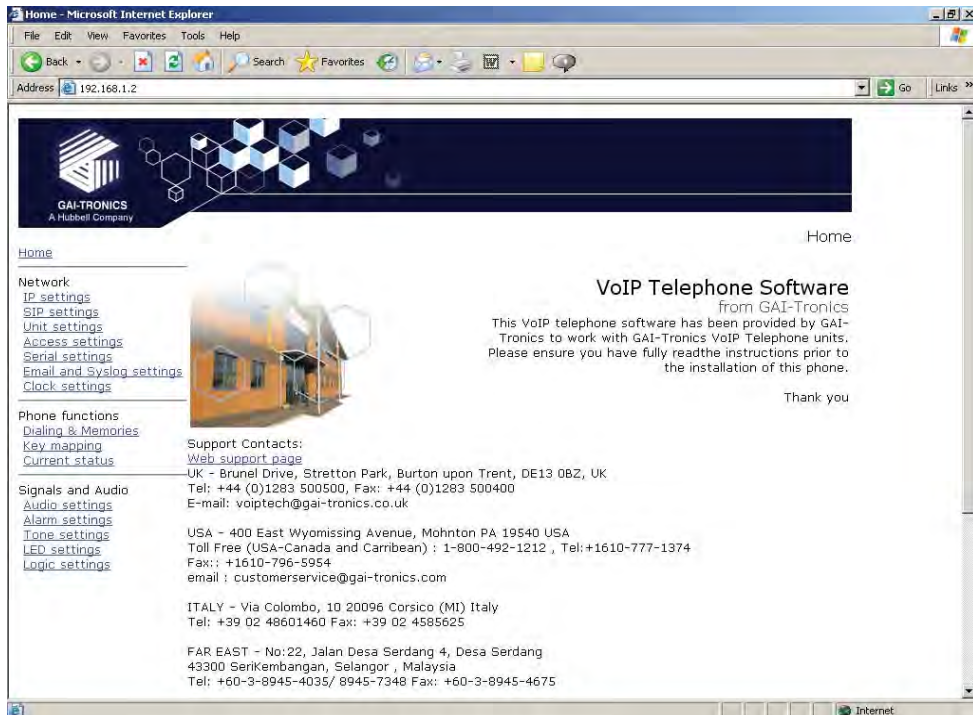 Home - Microsoft Internet Explorer
File Edit View Favorites Tools Help
Back Search Favorites
Address 192.168.1.2 Go Links »
GAI-TRONICS
A Hubbell Company
Home
Home
Network
IP settings
SIP settings
Unit settings
Access settings
Serial settings
Email and Syslog settings
Clock settings
Phone functions
Dialing & Memories
Key mapping
Current status
Signals and Audio
Audio settings
Alarm settings
Tone settings
LED settings
Logic settings
VoIP Telephone Software
from GAI-Tronics
This VoIP telephone software has been provided by GAI-
Tronics to work with GAI-Tronics VoIP Telephone units.
Please ensure you have fully readthe instructions prior to
the installation of this phone.
Thank you
Support Contacts:
Web support page
UK - Brunel Drive, Stretton Park, Burton upon Trent, DE13 0BZ, UK
Tel: +44 (0)1283 500500, Fax: +44 (0)1283 500400
E-mail: voiptech@gai-tronics.co.uk
USA - 400 East Wyomissing Avenue, Mohnton PA 19540 USA
Toll Free (USA-Canada and Carribean) : 1-800-492-1212 , Tel:+1610-777-1374
Fax:: +1610-796-5954
email : customerservice@gai-tronics.com
ITALY - Via Colombo, 10 20096 Corsico (MI) Italy
Tel: +39 02 48601460 Fax: +39 02 4585625
FAR EAST - No:22, Jalan Desa Serdang 4, Desa Serdang
43300 SeriKembangan, Selangor , Malaysia
Tel: +60-3-8945-4035/ 8945-7348 Fax: +60-3-8945-4675
Internet